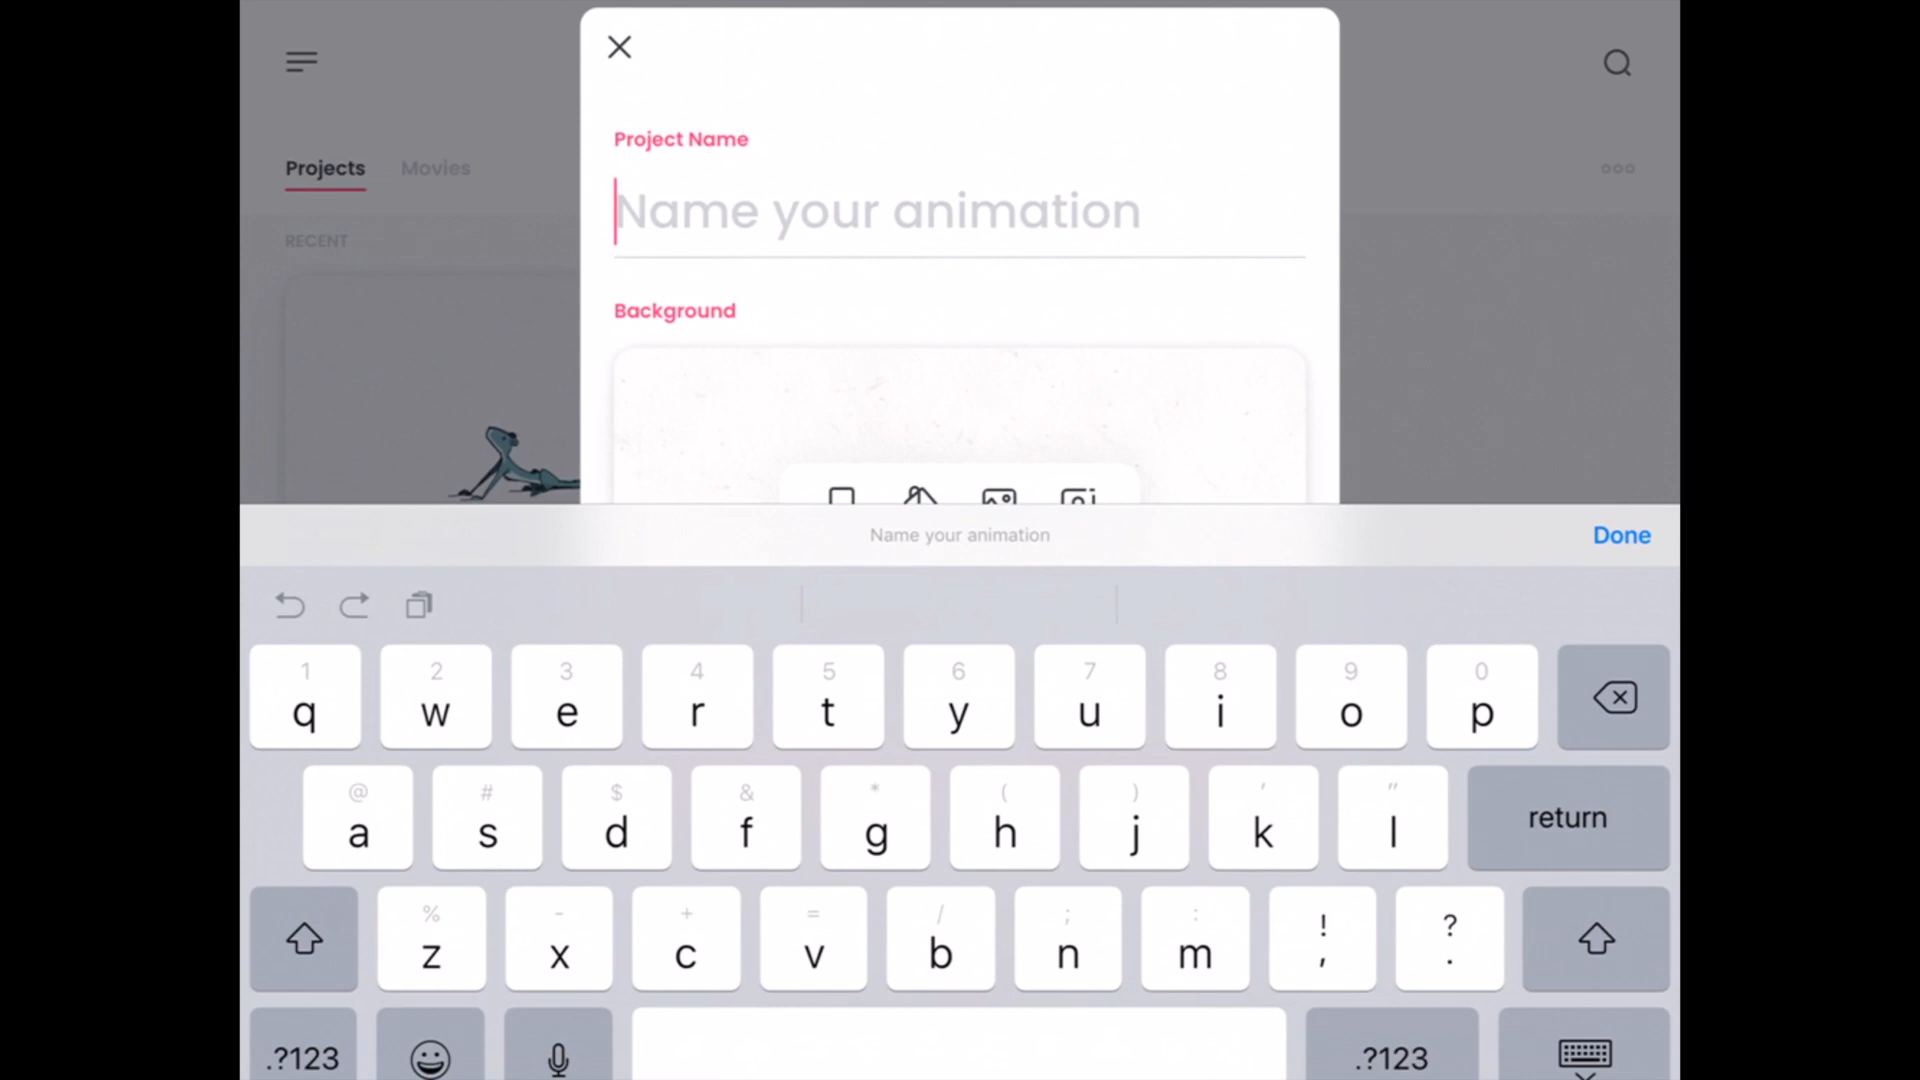 Project Name
Projects Movies
Name your animation
RECENT
Background
Name your animation Done
1 2 3 4 5 6 7 8 9 0
q w e r t y u i o p
@ # $ & * ( ) ' "
a s d f g h j k l return
% - + = / ; : ! ?
z x c v b n m , .
.?123 .?123